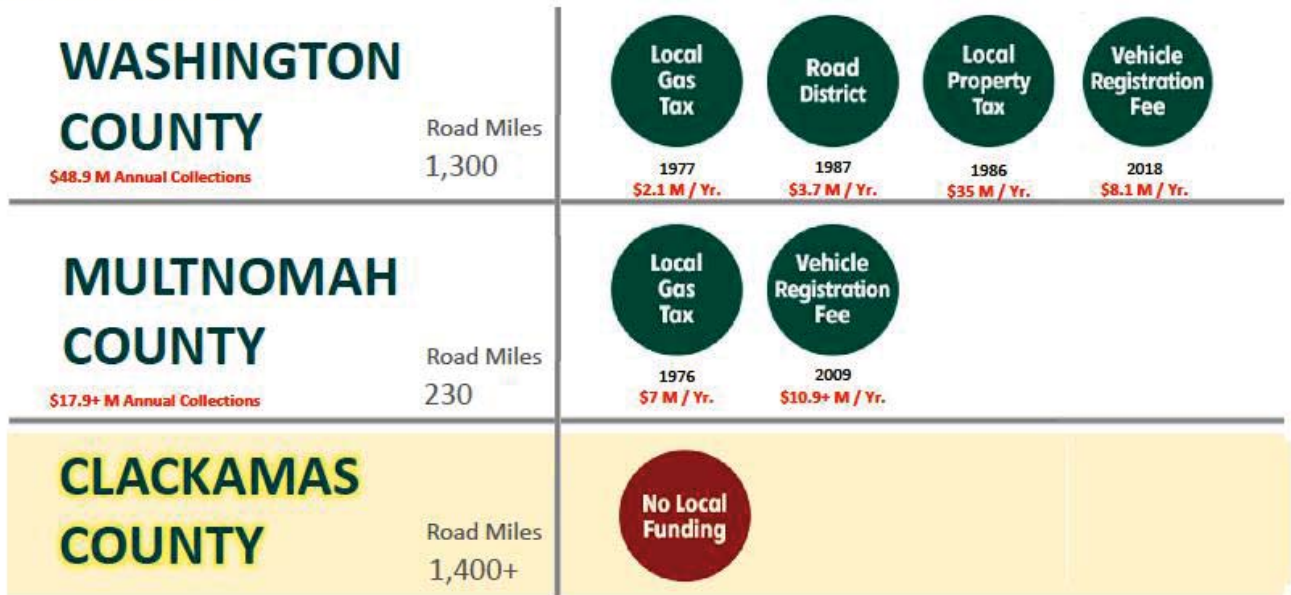 WASHINGTON
COUNTY
$48.9 M Annual Collections
Road Miles
1,300
Local
Gas
Tax
1977
$2.1 M / Yr.
Road
District
1987
$3.7 M / Yr.
Local
Property
Tax
1986
$35 M / Yr.
Vehicle
Registration
Fee
2018
$8.1 M / Yr.
MULTNOMAH
COUNTY
$17.9+ M Annual Collections
Road Miles
230
Local
Gas
Tax
1976
$7 M / Yr.
Vehicle
Registration
Fee
2009
$10.9+ M / Yr.
CLACKAMAS
COUNTY
Road Miles
1,400+
No Local
Funding